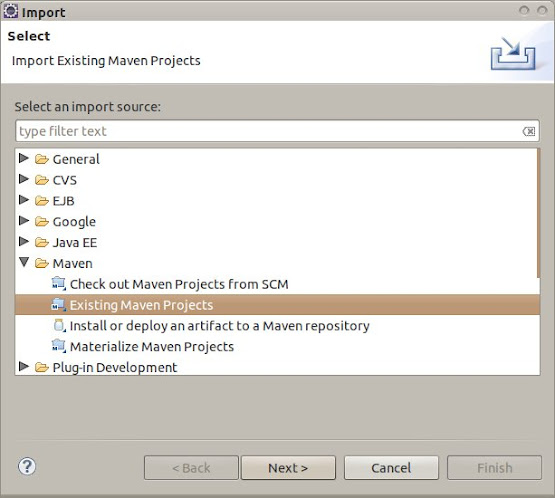 Import
Select
Import Existing Maven Projects
Select an import source:
type filter text
General
CVS
EJB
Google
Java EE
Maven
Check out Maven Projects from SCM
Existing Maven Projects
Install or deploy an artifact to a Maven repository
Materialize Maven Projects
Plug-in Development
? < Back Next > Cancel Finish